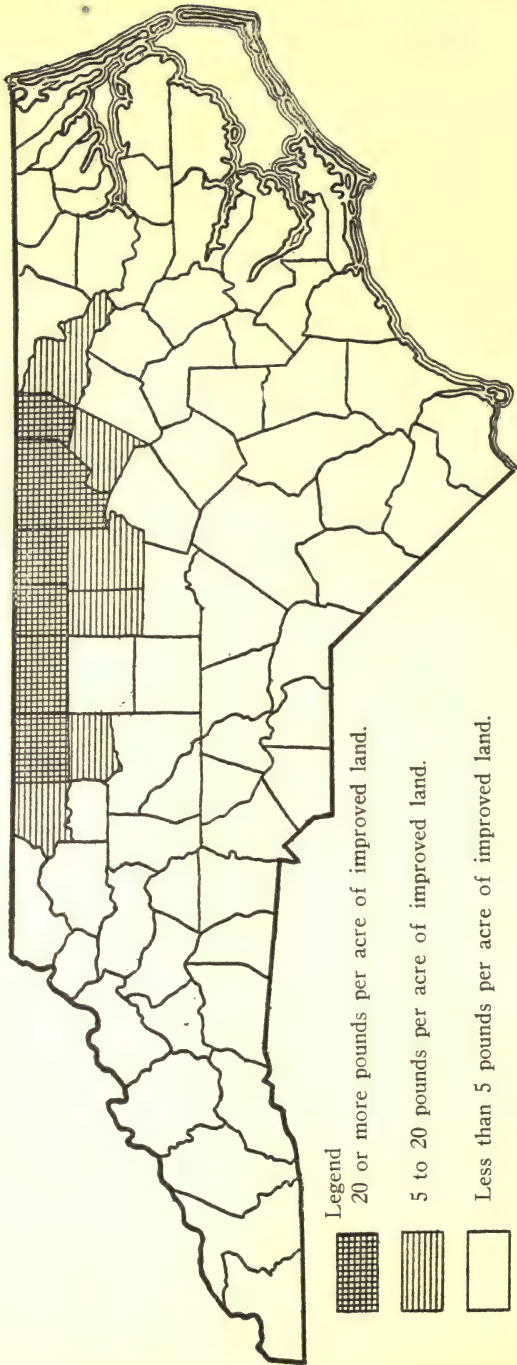 Legend
20 or more pounds per acre of improved land.
5 to 20 pounds per acre of improved land.
Less than 5 pounds per acre of improved land.